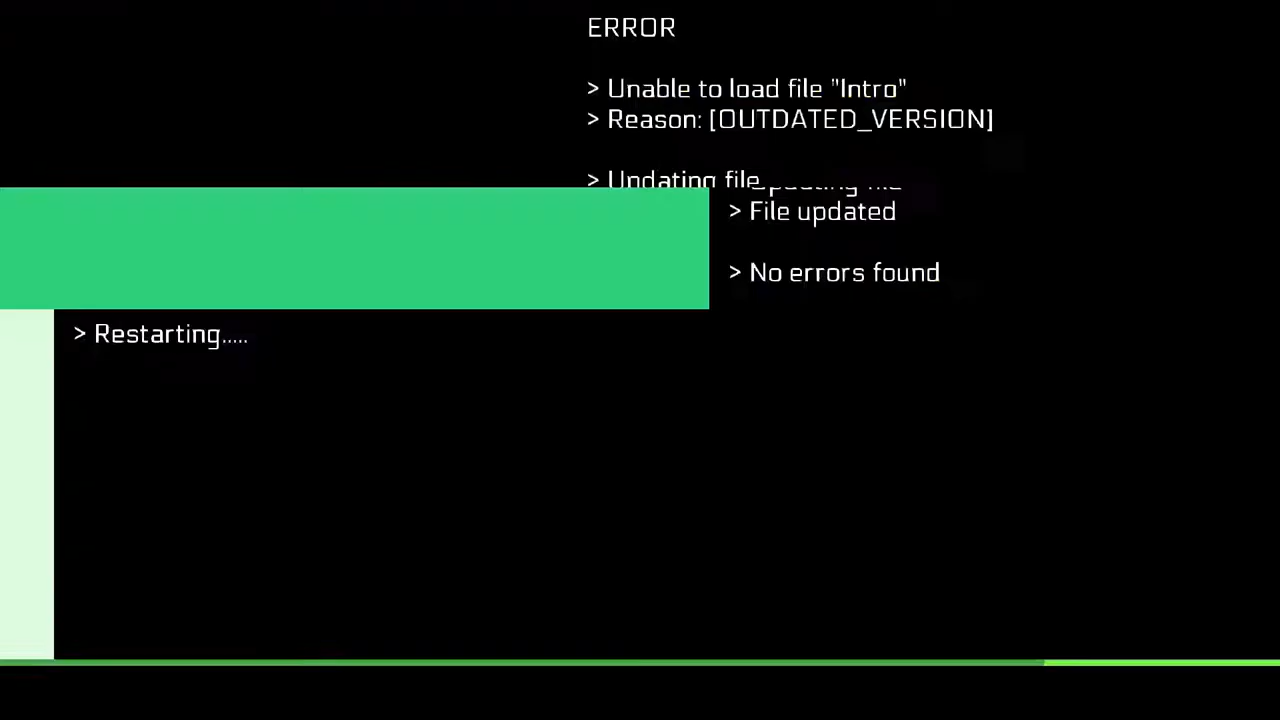 ERROR
> Unable to load file "Intro"
> Reason: [OUTDATED_VERSION]
> Updating file
> File updated
> No errors found
> Restarting.....